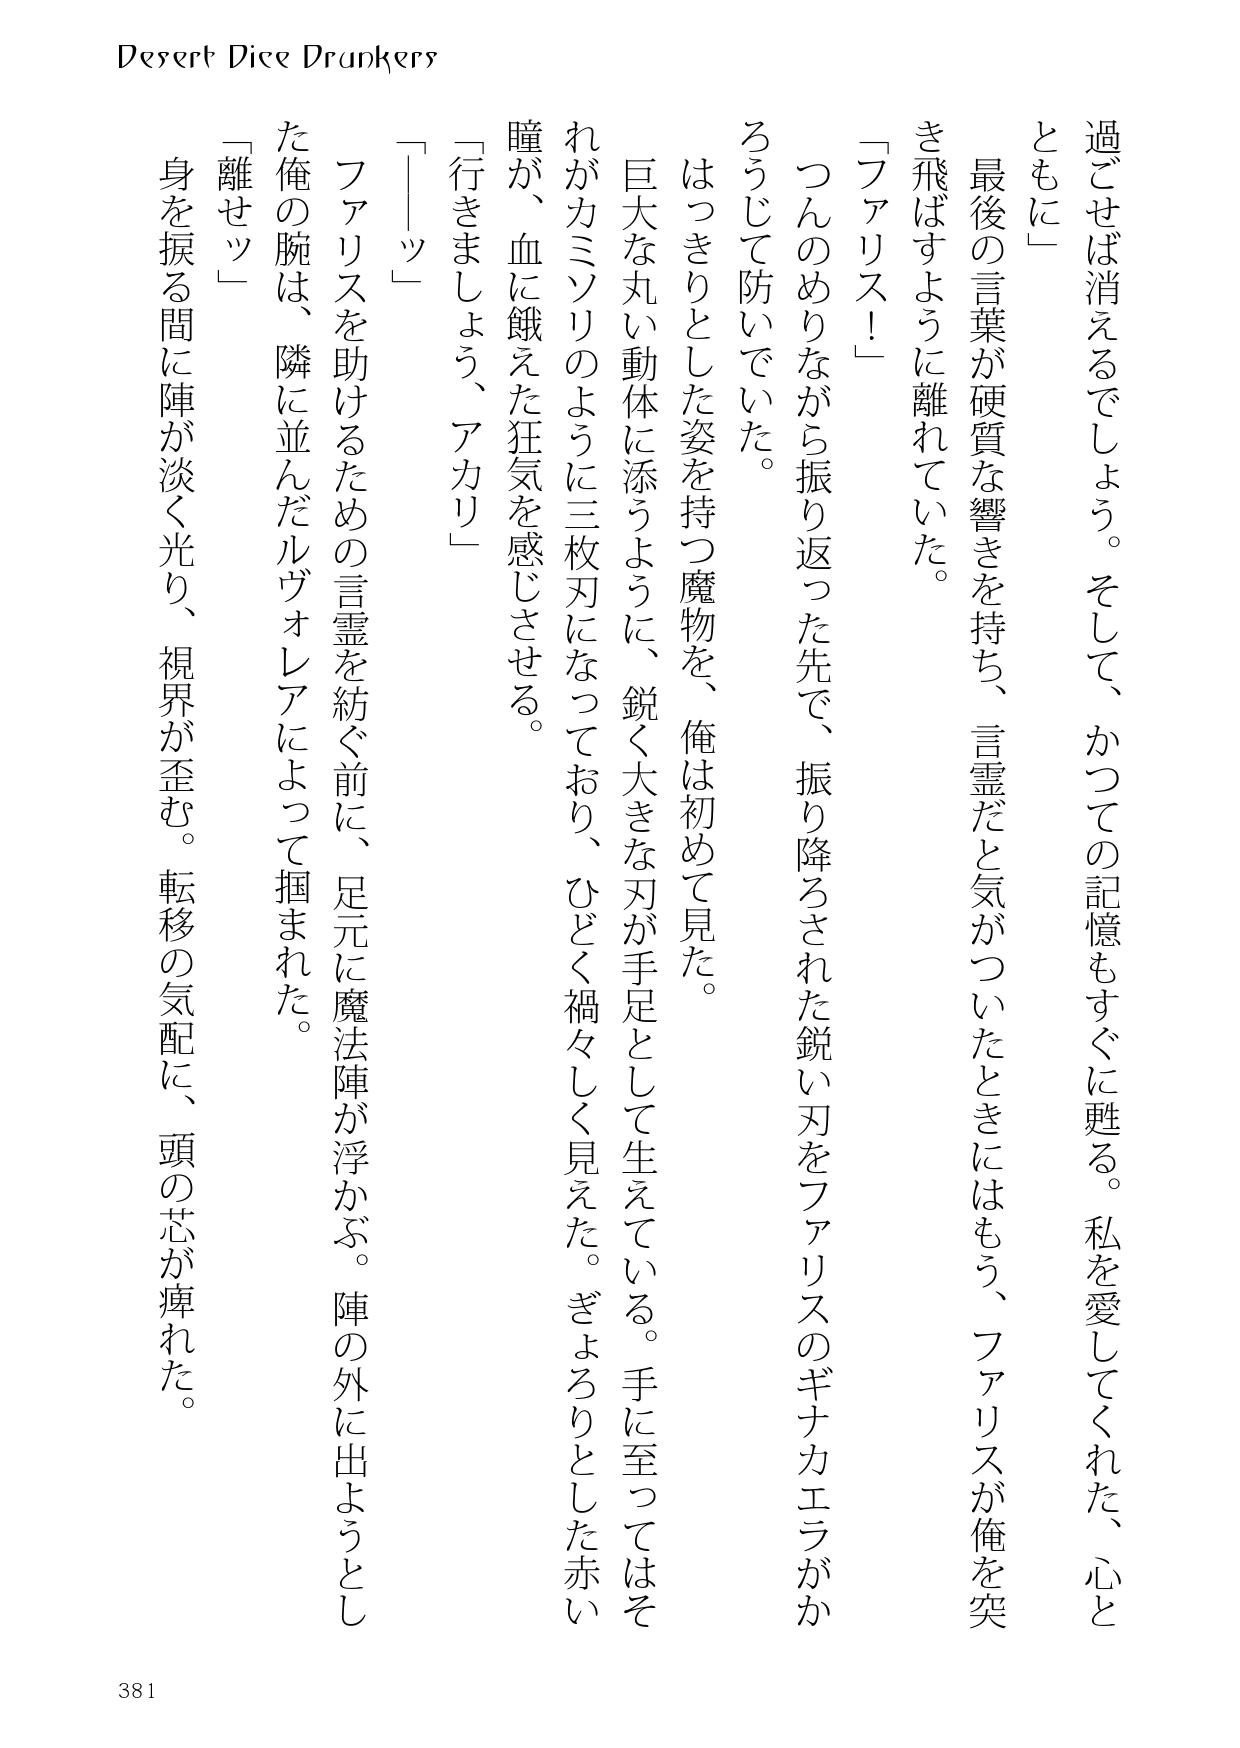 Desert Dice Drunkers
過ごせば消えるでしょう。そして、かつての記憶もすぐに甦る。私を愛してくれた、心と
ともに」
　最後の言葉が硬質な響きを持ち、言霊だと気がついたときにはもう、ファリスが俺を突
き飛ばすように離れていた。
「ファリス！」
　つんのめりながら振り返った先で、振り降ろされた鋭い刃をファリスのギナカエラがか
ろうじて防いでいた。
　はっきりとした姿を持つ魔物を、俺は初めて見た。
　巨大な丸い動体に添うように、鋭く大きな刃が手足として生えている。手に至ってはそ
れがカミソリのように三枚刃になっており、ひどく禍々しく見えた。ぎょろりとした赤い
瞳が、血に餓えた狂気を感じさせる。
「行きましょう、アカリ」
「――ッ」
　ファリスを助けるための言霊を紡ぐ前に、足元に魔法陣が浮かぶ。陣の外に出ようとし
た俺の腕は、隣に並んだルヴォレアによって掴まれた。
「離せッ」
　身を捩る間に陣が淡く光り、視界が歪む。転移の気配に、頭の芯が痺れた。
381